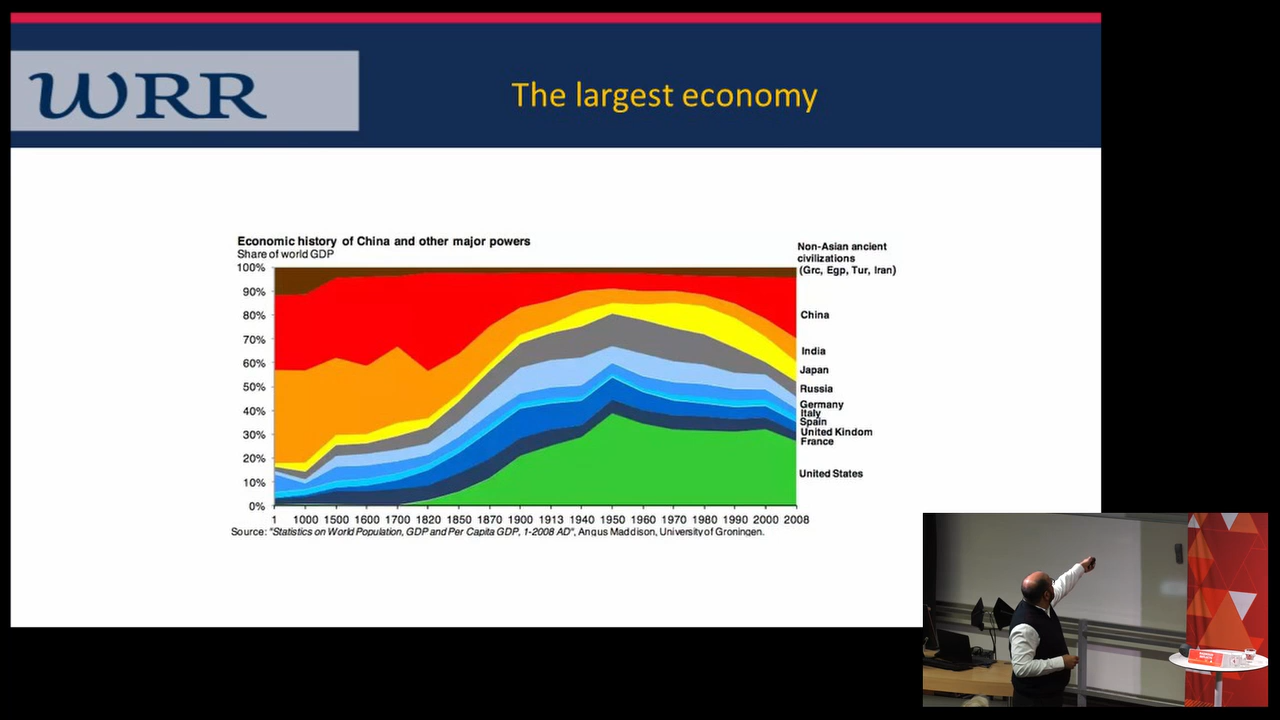 WRR
The largest economy
Economic history of China and other major powers
Share of world GDP
100%
90%
80%
70%
60%
50%
40%
30%
20%
10%
0%
1 1000 1500 1600 1700 1820 1850 1870 1900 1913 1940 1950 1960 1970 1980 1990 2000 2008
Non-Asian ancient
civilizations
(Grc, Egp, Tur, Iran)
China
India
Japan
Russia
Germany
Italy
Spain
United Kindom
France
United States
Source: "Statistics on World Population, GDP and Per Capita GDP, 1-2008 AD", Angus Maddison, University of Groningen.